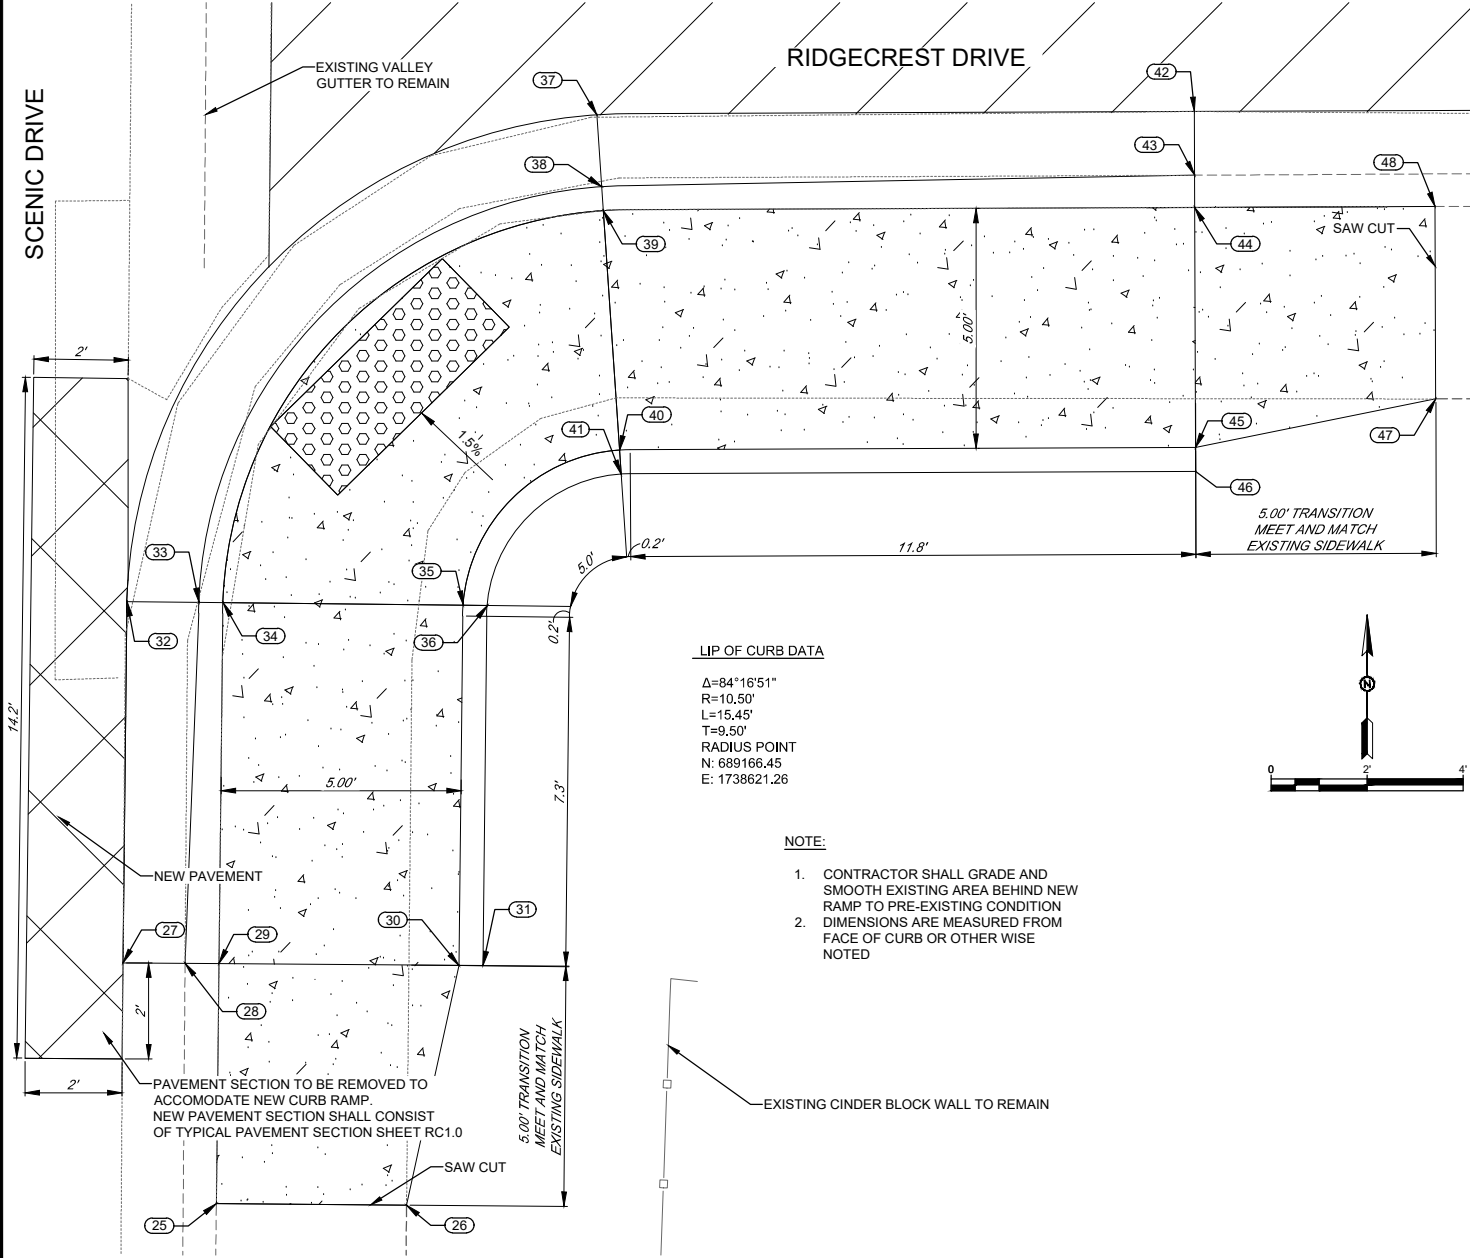 RIDGECREST DRIVE
SCENIC DRIVE
EXISTING VALLEY
GUTTER TO REMAIN
37
42
38
43
48
39
44
SAW CUT
5.00'
2'
1.5%
40
41
45
47
46
5.00' TRANSITION
MEET AND MATCH
EXISTING SIDEWALK
0.2'
11.8'
5.0'
33
35
32
34
36
0.2'
14.2'
LIP OF CURB DATA
Δ=84°16'51"
R=10.50'
L=15.45'
T=9.50'
RADIUS POINT
N: 689166.45
E: 1738621.26
N
0 2' 4'
5.00'
7.3'
NOTE:
1. CONTRACTOR SHALL GRADE AND
SMOOTH EXISTING AREA BEHIND NEW
RAMP TO PRE-EXISTING CONDITION
2. DIMENSIONS ARE MEASURED FROM
FACE OF CURB OR OTHER WISE
NOTED
NEW PAVEMENT
27
29
30
31
28
2'
2'
5.00' TRANSITION
MEET AND MATCH
EXISTING SIDEWALK
PAVEMENT SECTION TO BE REMOVED TO
ACCOMODATE NEW CURB RAMP.
NEW PAVEMENT SECTION SHALL CONSIST
OF TYPICAL PAVEMENT SECTION SHEET RC1.0
EXISTING CINDER BLOCK WALL TO REMAIN
SAW CUT
25
26